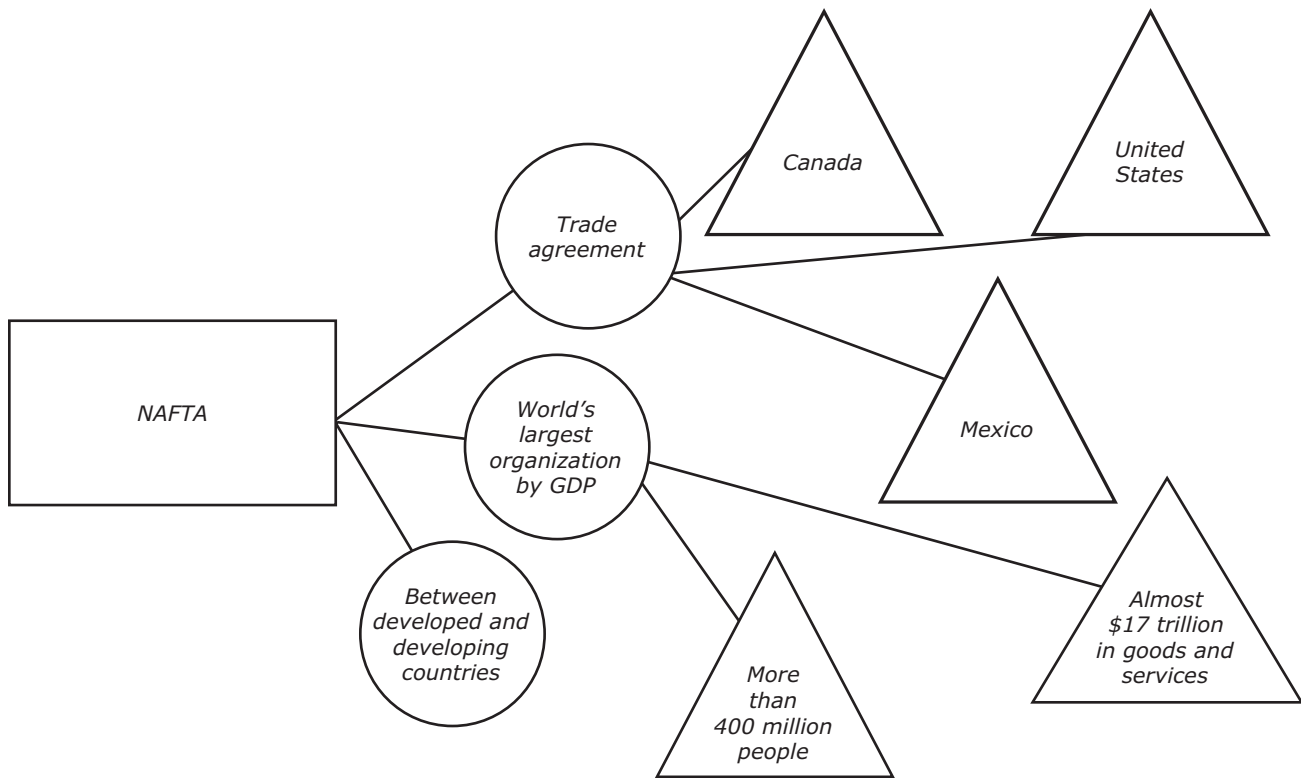 Canada
United
States
Trade
agreement
NAFTA
World’s
largest
organization
by GDP
Mexico
Between
developed and
developing
countries
More
than
400 million
people
Almost
$17 trillion
in goods and
services